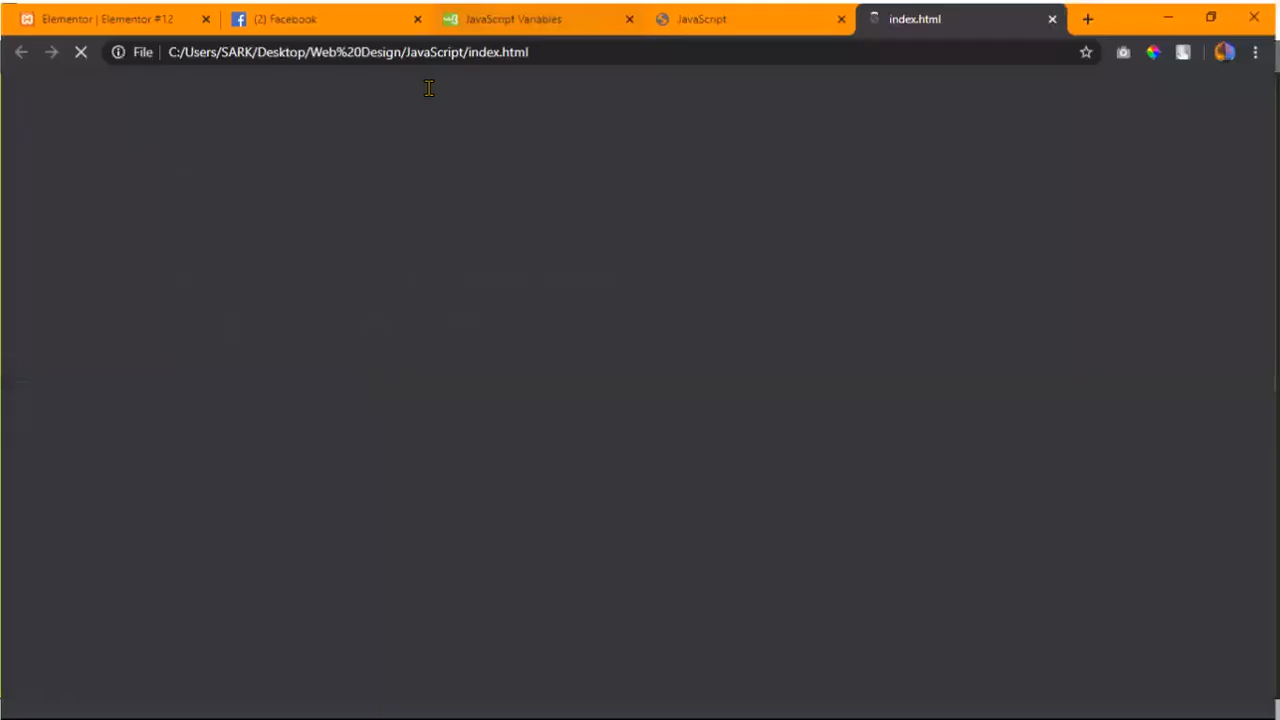 Elementor | Elementor #12
(2) Facebook
JavaScript Variables
JavaScript
index.html
File
C:/Users/SARK/Desktop/Web%20Design/JavaScript/index.html